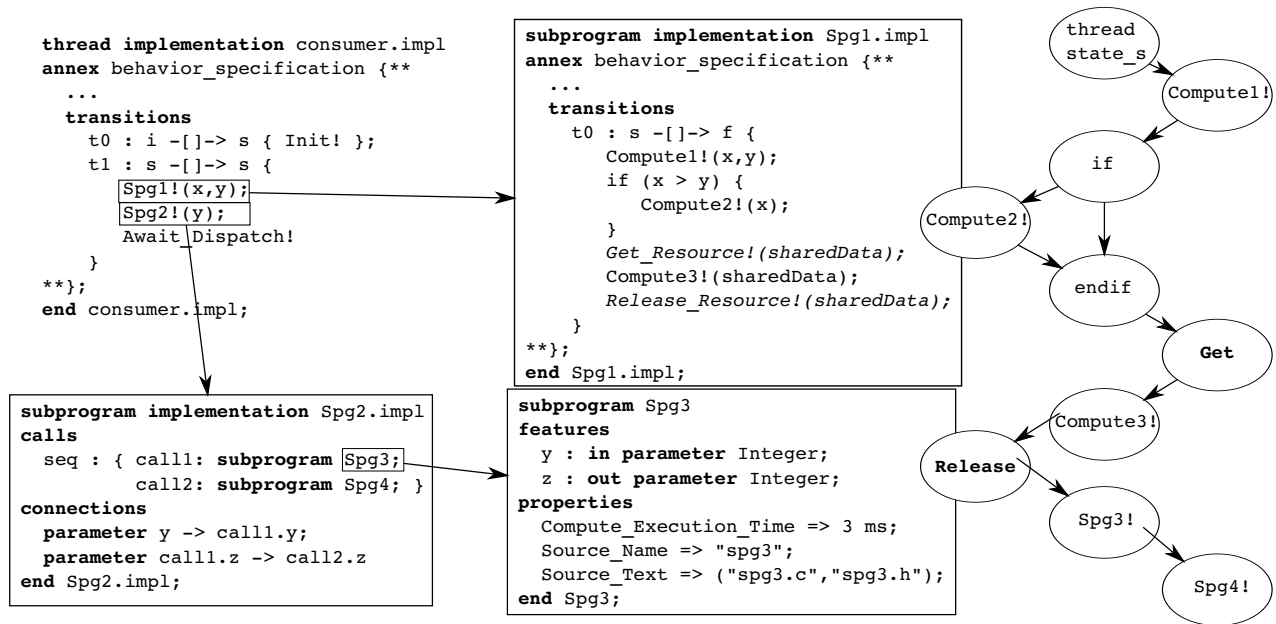 thread implementation consumer.impl
annex behavior_specification {**
...
transitions
t0 : i -[]-> s { Init! };
t1 : s -[]-> s {
Spg1!(x,y);
Spg2!(y);
Await_Dispatch!
}
**};
end consumer.impl;
subprogram implementation Spg1.impl
annex behavior_specification {**
...
transitions
t0 : s -[]-> f {
Compute1!(x,y);
if (x > y) {
Compute2!(x);
}
Get_Resource!(sharedData);
Compute3!(sharedData);
Release_Resource!(sharedData);
}
**};
end Spg1.impl;
subprogram implementation Spg2.impl
calls
seq : { call1: subprogram Spg3;
call2: subprogram Spg4; }
connections
parameter y -> call1.y;
parameter call1.z -> call2.z
end Spg2.impl;
subprogram Spg3
features
y : in parameter Integer;
z : out parameter Integer;
properties
Compute_Execution_Time => 3 ms;
Source_Name => "spg3";
Source_Text => ("spg3.c","spg3.h");
end Spg3;
thread
state_s
Compute1!
if
Compute2!
endif
Get
Compute3!
Release
Spg3!
Spg4!